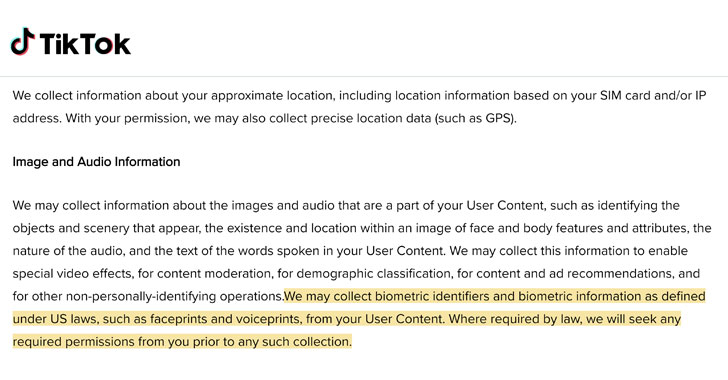 TikTok
We collect information about your approximate location, including location information based on your SIM card and/or IP
address. With your permission, we may also collect precise location data (such as GPS).
Image and Audio Information
We may collect information about the images and audio that are a part of your User Content, such as identifying the
objects and scenery that appear, the existence and location within an image of face and body features and attributes, the
nature of the audio, and the text of the words spoken in your User Content. We may collect this information to enable
special video effects, for content moderation, for demographic classification, for content and ad recommendations, and
for other non-personally-identifying operations.We may collect biometric identifiers and biometric information as defined
under US laws, such as faceprints and voiceprints, from your User Content. Where required by law, we will seek any
required permissions from you prior to any such collection.